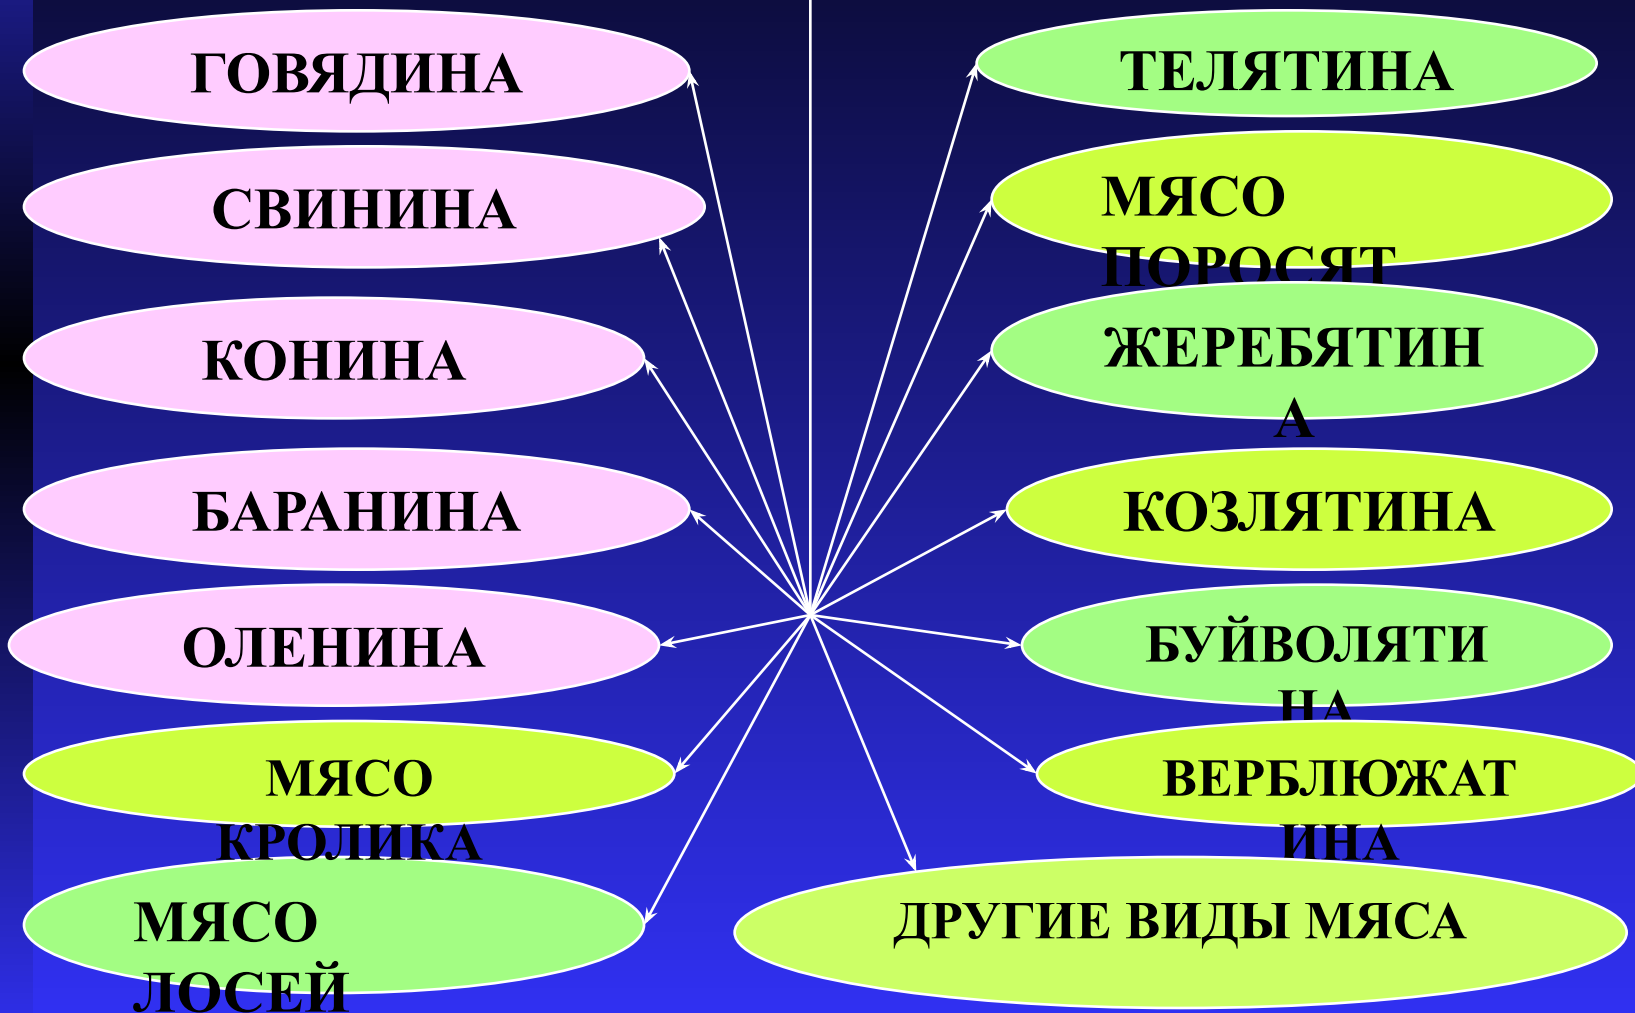 ГОВЯДИНА
СВИНИНА
КОНИНА
БАРАНИНА
ОЛЕНИНА
МЯСО
КРОЛИКА
МЯСО
ЛОСЕЙ
ТЕЛЯТИНА
МЯСО
ПОРОСЯТ
ЖЕРЕБЯТИН
А
КОЗЛЯТИНА
БУЙВОЛЯТИ
НА
ВЕРБЛЮЖАТ
ИНА
ДРУГИЕ ВИДЫ МЯСА